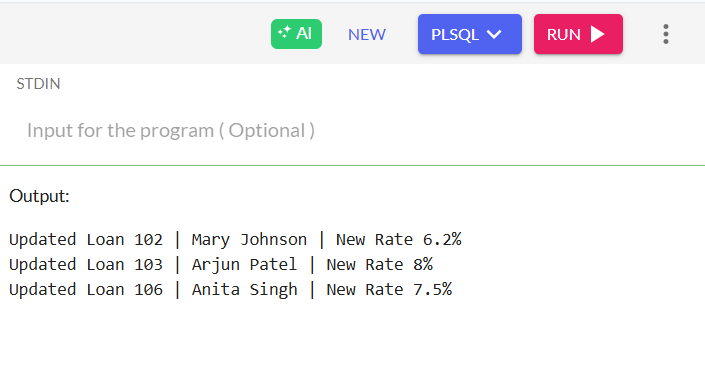 AI NEW PLSQL RUN
STDIN
Input for the program ( Optional )
Output:
Updated Loan 102 | Mary Johnson | New Rate 6.2%
Updated Loan 103 | Arjun Patel | New Rate 8%
Updated Loan 106 | Anita Singh | New Rate 7.5%